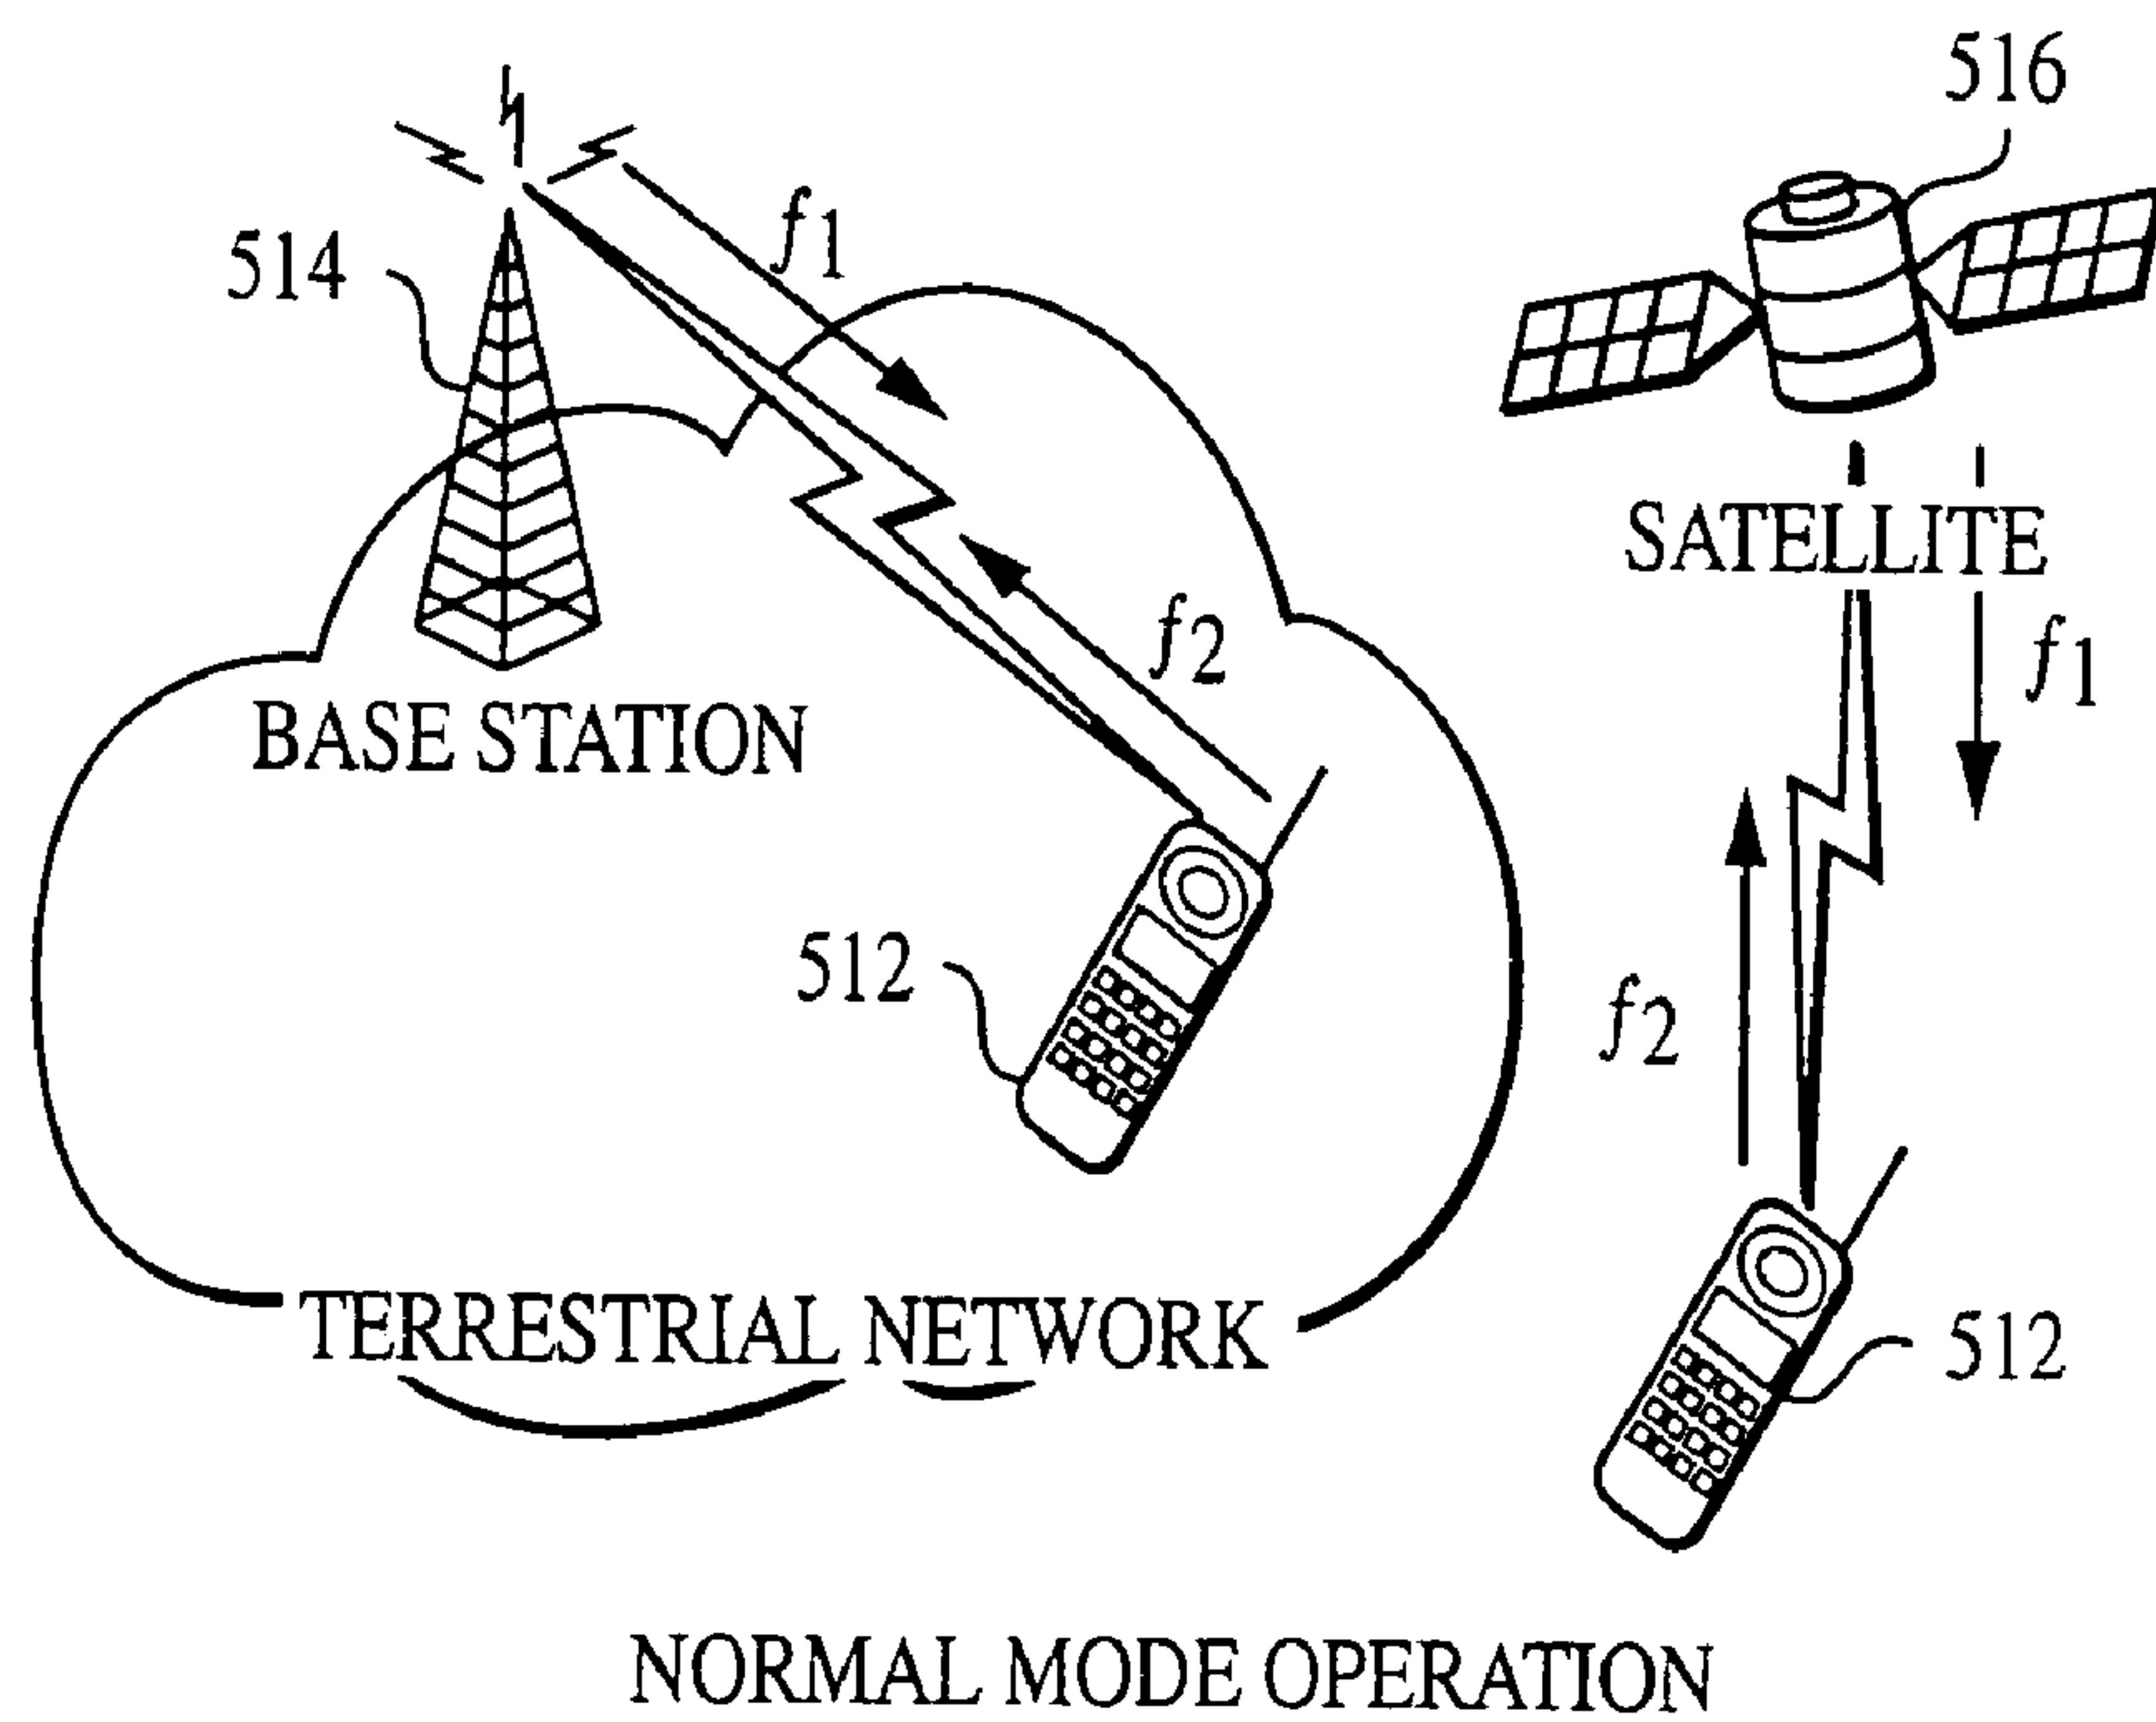 516
514
f1
SATELLITE
f2
f1
BASE STATION
512
f2
TERRESTRIAL NETWORK
512
NORMAL MODE OPERATION